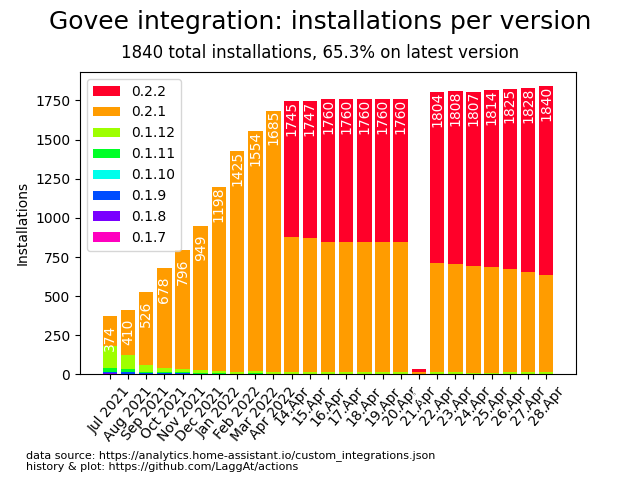 Govee integration: installations per version
1840 total installations, 65.3% on latest version
Installations
1750
1500
1250
1000
750
500
250
0
0.2.2
0.2.1
0.1.12
0.1.11
0.1.10
0.1.9
0.1.8
0.1.7
374
410
526
678
796
949
1198
1425
1554
1685
1745
1747
1760
1760
1760
1760
1760
1804
1808
1807
1814
1825
1828
1840
Jul 2021
Aug 2021
Sep 2021
Oct 2021
Nov 2021
Dec 2021
Jan 2022
Feb 2022
Mar 2022
Apr 2022
14.Apr
15.Apr
16.Apr
17.Apr
18.Apr
19.Apr
20.Apr
21.Apr
22.Apr
23.Apr
24.Apr
25.Apr
26.Apr
27.Apr
28.Apr
data source: https://analytics.home-assistant.io/custom_integrations.json
history & plot: https://github.com/LaggAt/actions